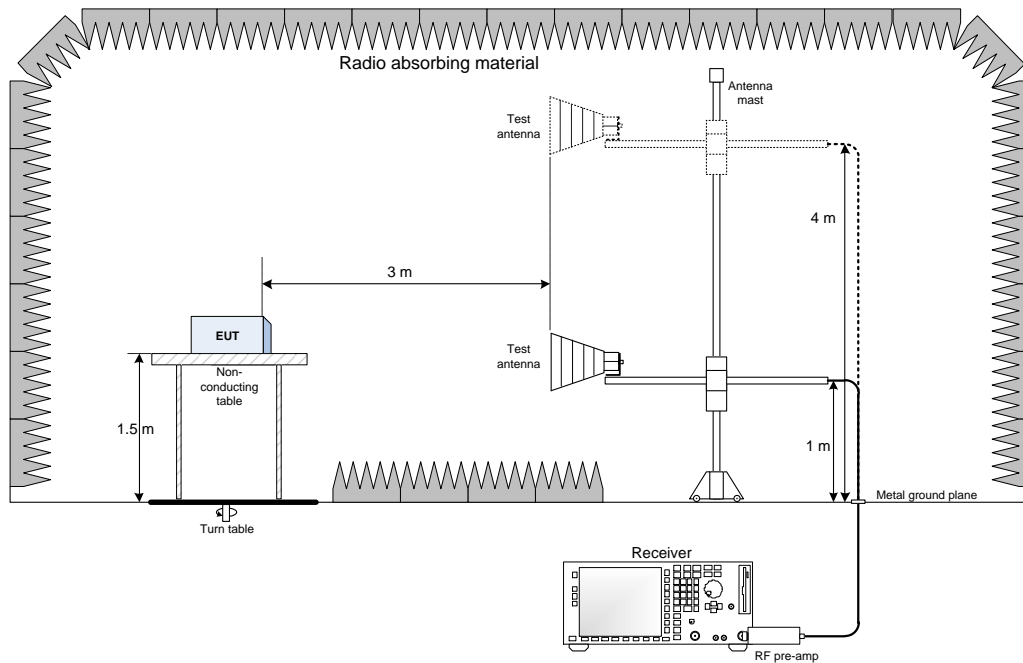 Radio absorbing material
Antenna
mast
Test
antenna
4 m
3 m
EUT
Test
antenna
Non-
conducting
table
1.5 m
1 m
Metal ground plane
Turn table
Receiver
RF pre-amp